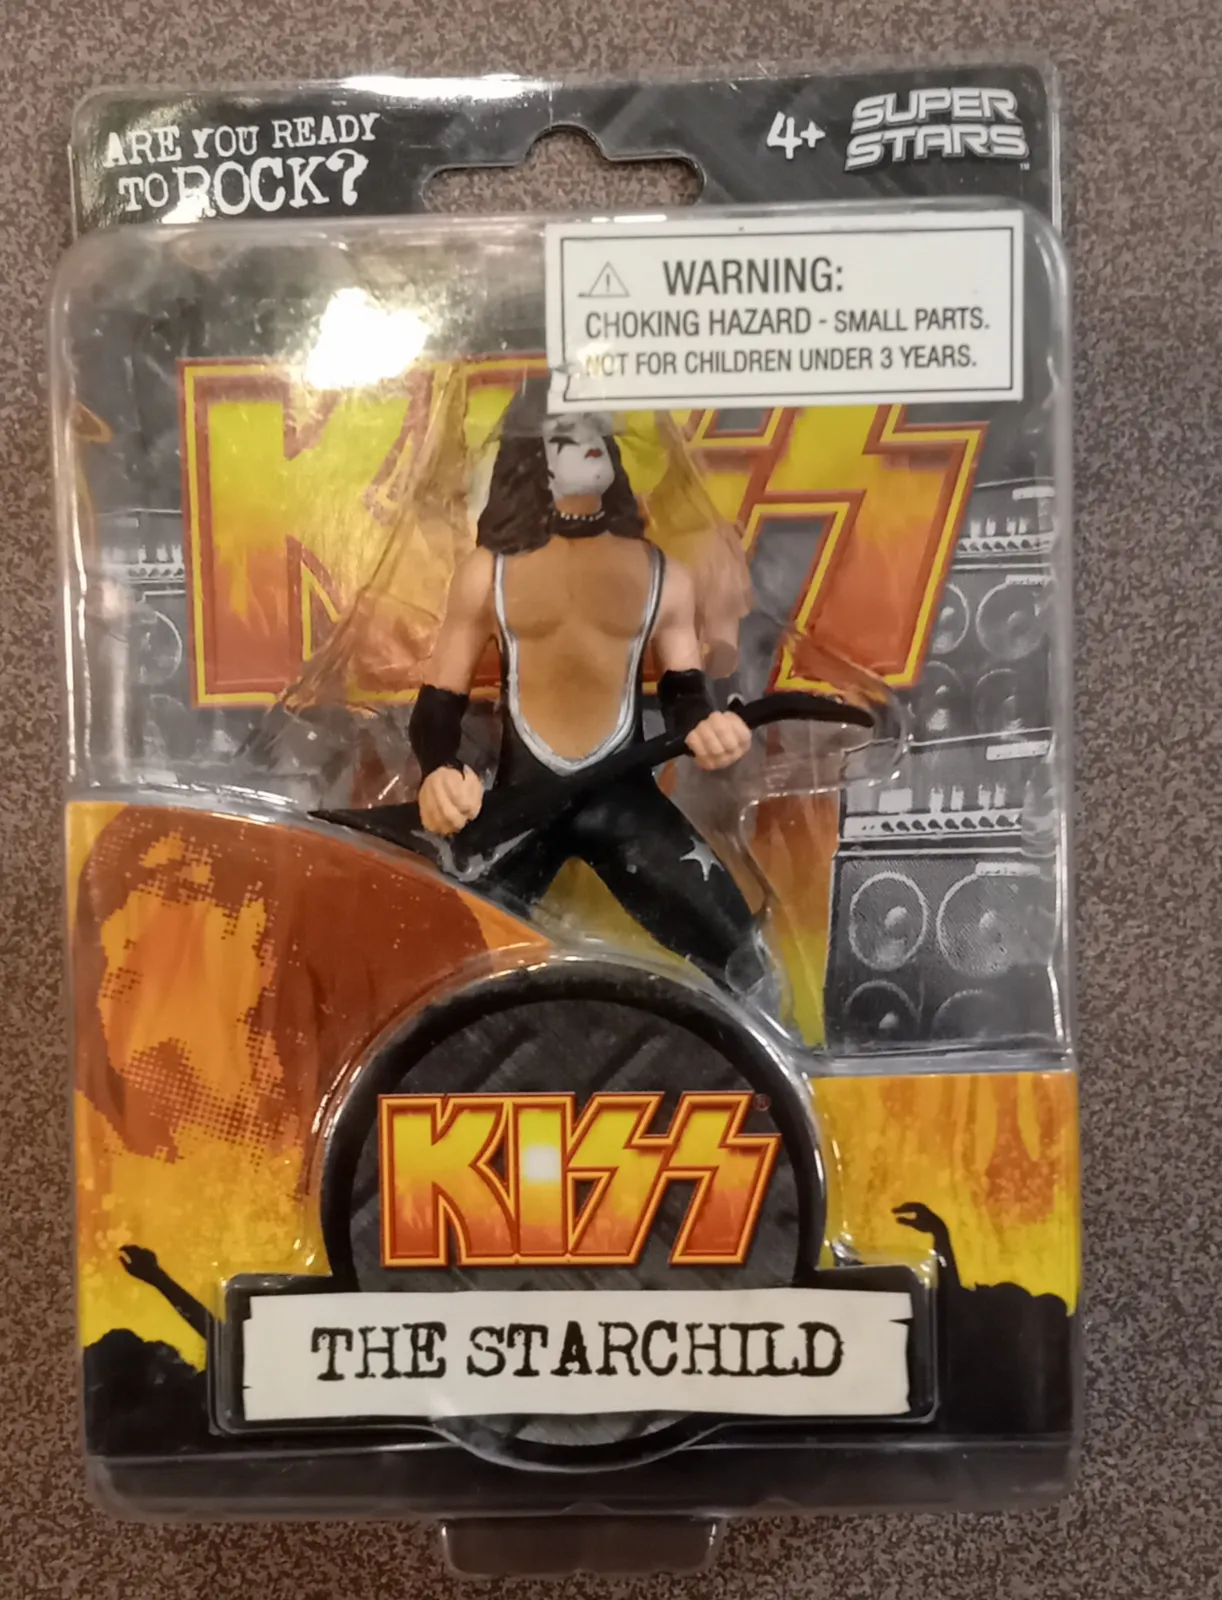 ARE YOU READY
TO ROCK?
4+
SUPER
STARS™
WARNING:
CHOKING HAZARD - SMALL PARTS.
NOT FOR CHILDREN UNDER 3 YEARS.
KISS
KISS®
THE STARCHILD